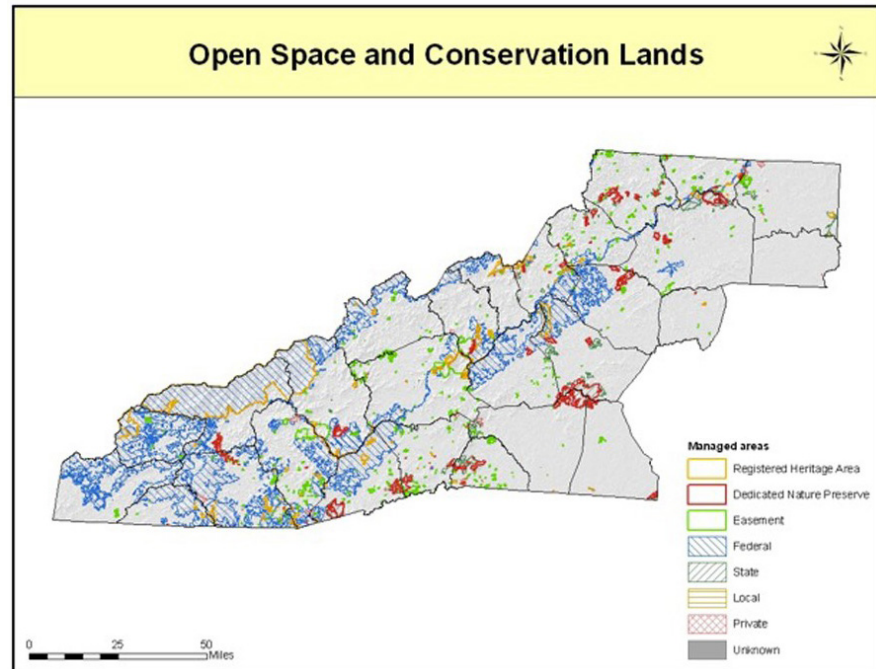 Open Space and Conservation Lands
Managed areas
Registered Heritage Area
Dedicated Nature Preserve
Easement
Federal
State
Local
Private
Unknown
0 25 50
Miles